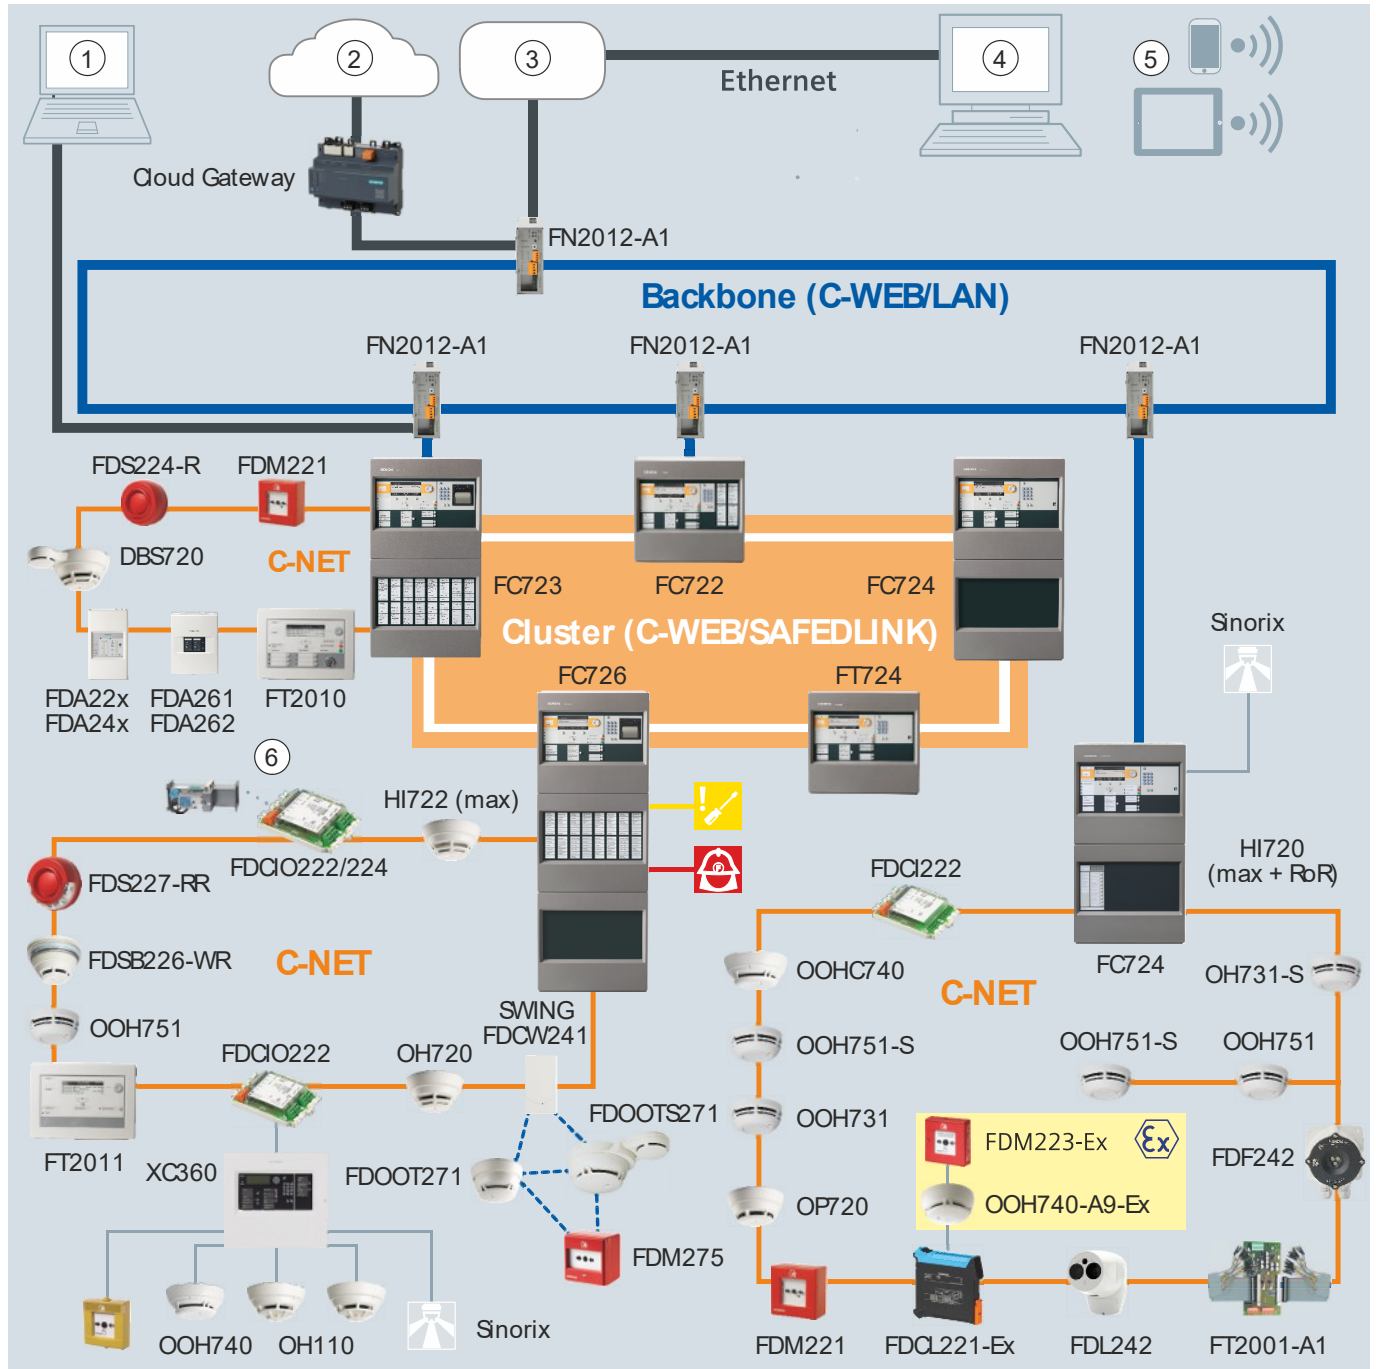 1
2
3
4
5
Ethernet
Cloud Gateway
FN2012-A1
Backbone (C-WEB/LAN)
FN2012-A1
FN2012-A1
FN2012-A1
FDS224-R
FDM221
DBS720
C-NET
FC723
FC722
FC724
Cluster (C-WEB/SAFEDLINK)
Sinorix
FDA22x
FDA24x
FDA261
FDA262
FT2010
FC726
FT724
6
HI722 (max)
FDCIO222/224
FDS227-RR
FDCI222
HI720
(max + RoR)
FDSB226-WR
C-NET
OOHC740
FC724
OH731-S
C-NET
OOH751
SWING
FDCW241
FDCIO222
OH720
OOH751-S
OOH751-S
OOH751
FDOOTS271
OOH731
FDM223-Ex
Ex
FT2011
XC360
FDOOT271
FDF242
OP720
OOH740-A9-Ex
FDM275
OOH740
OH110
Sinorix
FDM221
FDCL221-Ex
FDL242
FT2001-A1